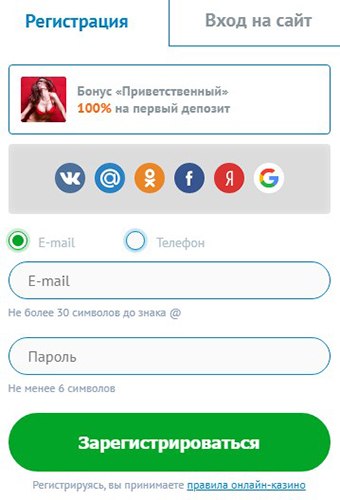 Регистрация
Вход на сайт
Бонус «Приветственный»
100% на первый депозит
E-mail
Телефон
E-mail
Не более 30 символов до знака @
Пароль
Не менее 6 символов
Зарегистрироваться
Регистрируясь, вы принимаете правила онлайн-казино